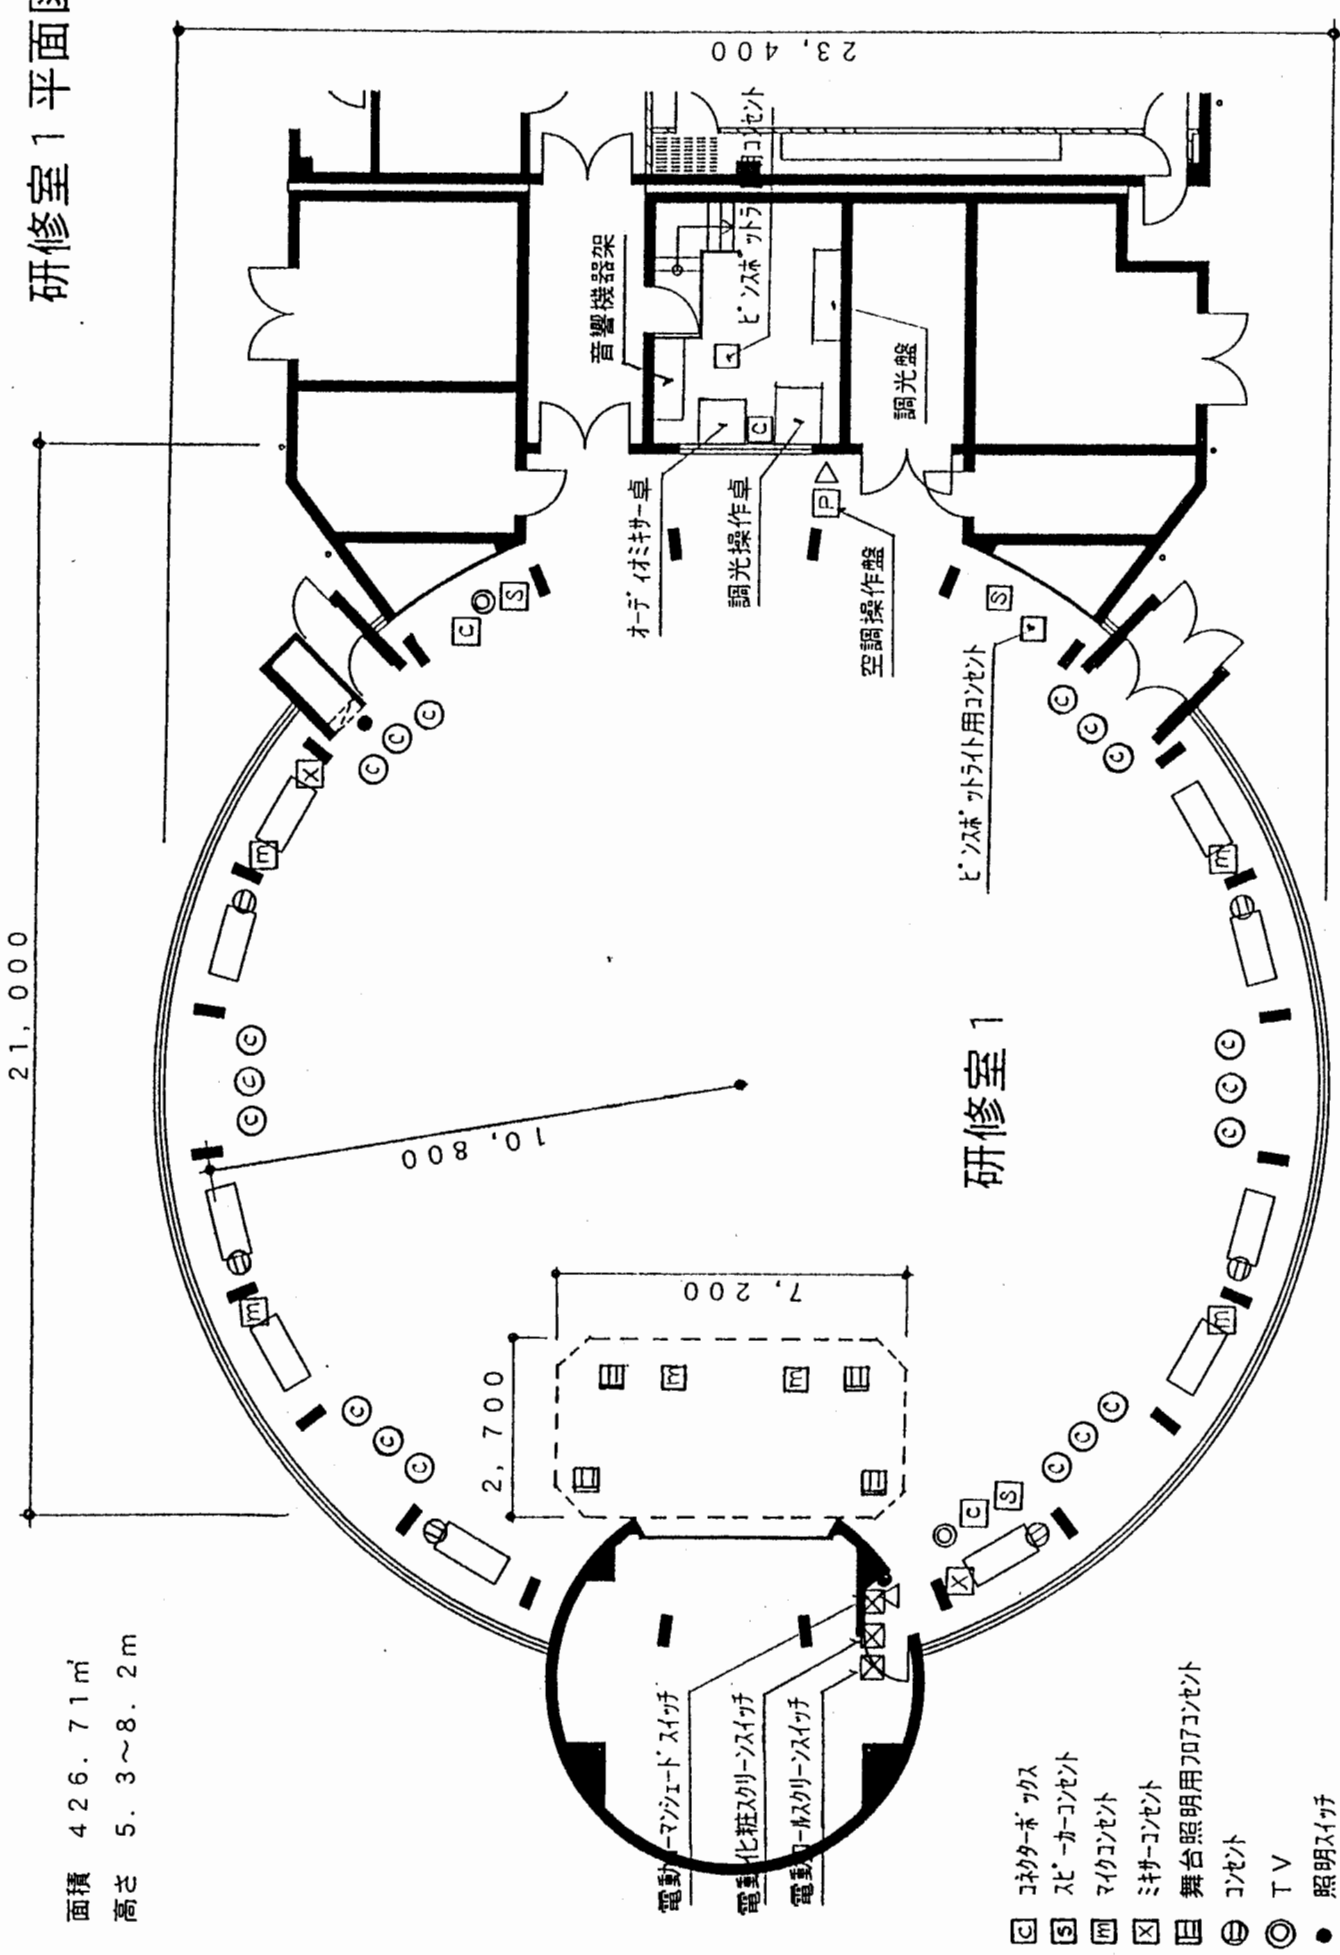 研修室1平面図
面積 426.71㎡
高さ 5.3～8.2m
21,000
23,400
10,800
7,200
2,700
研修室1
音響機器架
ピンスポットライ
用コンセント
オーディオミキサー卓
調光操作卓
調光盤
空調操作盤
ピンスポットライト用コンセント
電動ローマンシェードスイッチ
電動化粧スクリーンスイッチ
電動ロールスクリーンスイッチ
C
P
C
S
S
C
C
C
C
C
C
X
m
m
C
C
C
C
C
C
m
m
C
C
C
C
C
C
m
m
C
S
X
C コネクターボックス
S スピーカーコンセント
m マイクコンセント
X ミキサーコンセント
舞台照明用フロアコンセント
コンセント
◎ TV
● 照明スイッチ